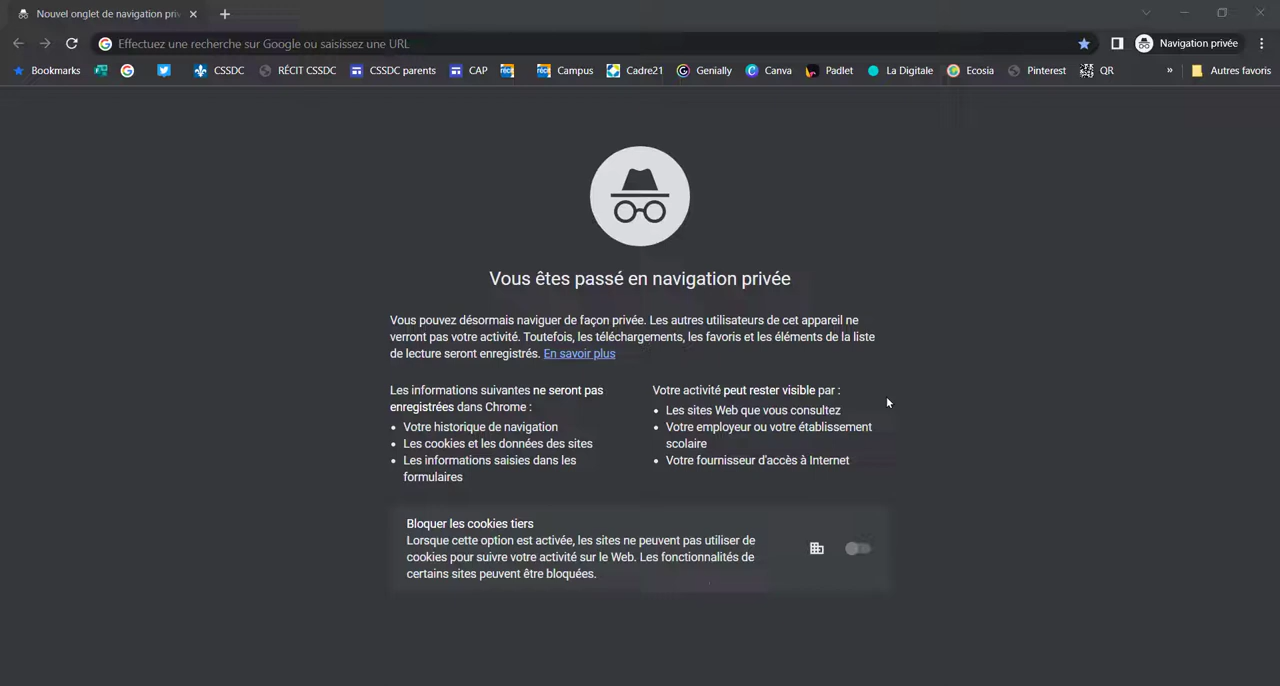 Nouvel onglet de navigation priv
Effectuez une recherche sur Google ou saisissez une URL
Navigation privée
Bookmarks CSSDC RÉCIT CSSDC CSSDC parents CAP Campus Cadre21 Genially Canva Padlet La Digitale Ecosia Pinterest QR » Autres favoris
Vous êtes passé en navigation privée
Vous pouvez désormais naviguer de façon privée. Les autres utilisateurs de cet appareil ne
verront pas votre activité. Toutefois, les téléchargements, les favoris et les éléments de la liste
de lecture seront enregistrés. En savoir plus
Les informations suivantes ne seront pas
enregistrées dans Chrome :
• Votre historique de navigation
• Les cookies et les données des sites
• Les informations saisies dans les
formulaires
Votre activité peut rester visible par :
• Les sites Web que vous consultez
• Votre employeur ou votre établissement
scolaire
• Votre fournisseur d'accès à Internet
Bloquer les cookies tiers
Lorsque cette option est activée, les sites ne peuvent pas utiliser de
cookies pour suivre votre activité sur le Web. Les fonctionnalités de
certains sites peuvent être bloquées.